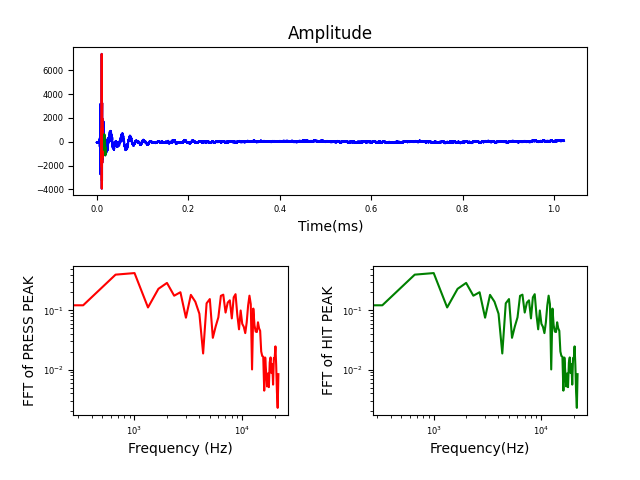 Amplitude
6000
4000
2000
0
−2000
−4000
0.0 0.2 0.4 0.6 0.8 1.0
Time(ms)
FFT of PRESS PEAK
10⁻¹
10⁻²
10³ 10⁴
Frequency (Hz)
FFT of HIT PEAK
10⁻¹
10⁻²
10³ 10⁴
Frequency(Hz)